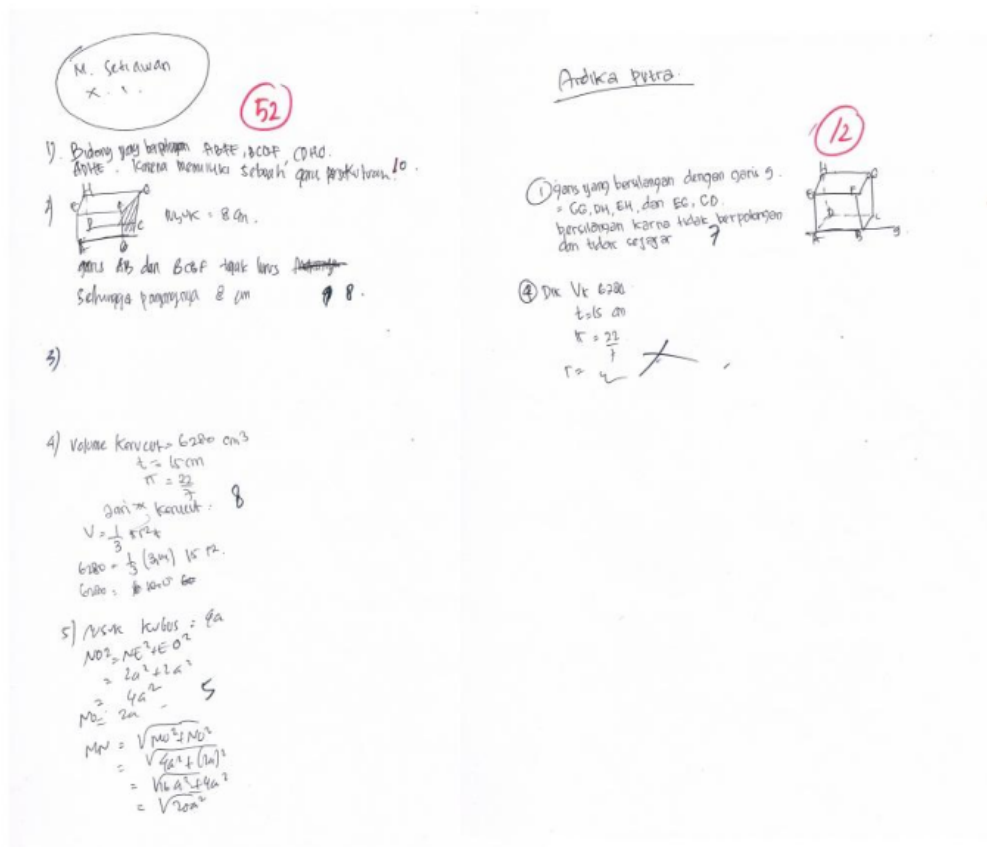 M. Setiawan
X . 1 .
52
1). Bidang yang berpotongan ABFE, BCGF, CDHG.
ADHE. Karena memiliki sebuah garis persekutuan! 10
2)
H
Rusuk = 8 cm.
garis AB dan BCGF tegak lurus
Sehingga panjangnya 8 cm 8.
3)
4) Volume Kerucut = 6280 cm3
t = 15 cm
π = 22/7
Jari Kerucut : 8
V = 1/3 πr2t
6280 = 1/3 (3,14) 15 r2.
6280 =
5) Rusuk kubus = 4a
NO2 = NE2 + EO2
= 2a2 + 2a2
= 4a2 5
NO = 2a
MN = √MO2 + NO2
= √4a2 + (2a)2
= √16a2 + 4a2
= √20a2
Ardika putra
12
1 garis yang bersilangan dengan garis g.
= CG, DH, EH, dan EG, CD.
bersilangan karna tidak berpotongan
dan tidak sejajar 7
H
E F
D
A B g
4 Dik Vk 6280
t = 15 cm
π = 22/7
r =